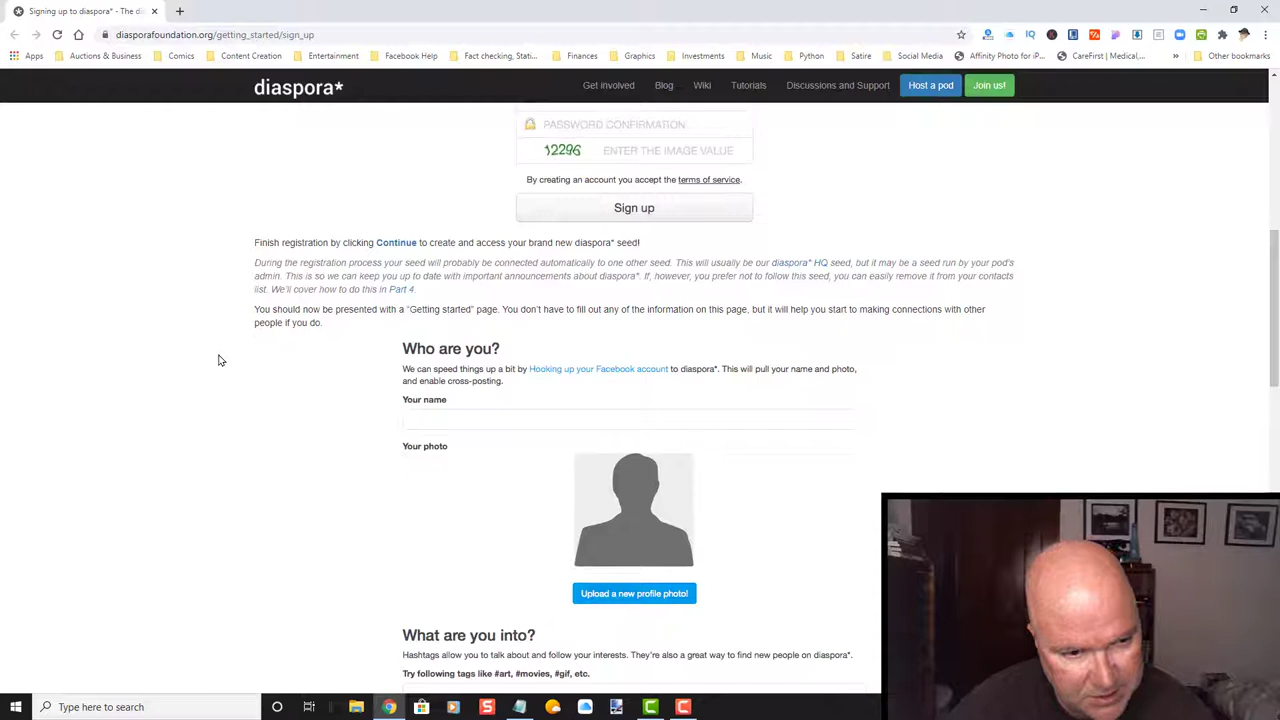 Signing up to diaspora* - The di
diasporafoundation.org/getting_started/sign_up
Apps Auctions & Business Comics Content Creation Entertainment Facebook Help Fact checking, Stati... Finances Graphics Investments Music Python Satire Social Media Affinity Photo for iP... CareFirst | Medical,... » Other bookmarks
diaspora* Get involved Blog Wiki Tutorials Discussions and Support Host a pod Join us!
PASSWORD CONFIRMATION
12296 ENTER THE IMAGE VALUE
By creating an account you accept the terms of service.
Sign up
Finish registration by clicking Continue to create and access your brand new diaspora* seed!
During the registration process your seed will probably be connected automatically to one other seed. This will usually be our diaspora* HQ seed, but it may be a seed run by your pod's
admin. This is so we can keep you up to date with important announcements about diaspora*. If, however, you prefer not to follow this seed, you can easily remove it from your contacts
list. We'll cover how to do this in Part 4.
You should now be presented with a “Getting started” page. You don't have to fill out any of the information on this page, but it will help you start to making connections with other
people if you do.
Who are you?
We can speed things up a bit by Hooking up your Facebook account to diaspora*. This will pull your name and photo,
and enable cross-posting.
Your name
Your photo
Upload a new profile photo!
What are you into?
Hashtags allow you to talk about and follow your interests. They're also a great way to find new people on diaspora*.
Try following tags like #art, #movies, #gif, etc.
Type here to search